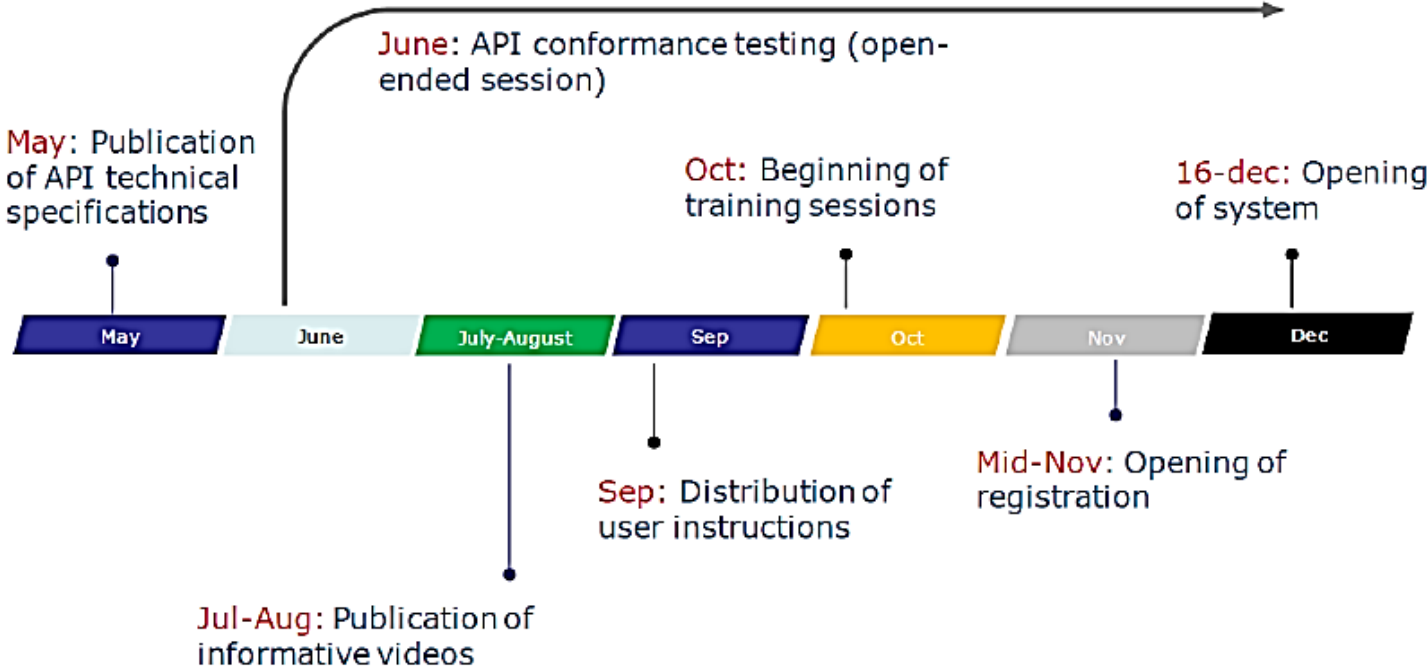 June: API conformance testing (open-
ended session)
May: Publication
of API technical
specifications
Oct: Beginning of
training sessions
16-dec: Opening
of system
May
June
July-August
Sep
Oct
Nov
Dec
Mid-Nov: Opening of
registration
Sep: Distribution of
user instructions
Jul-Aug: Publication of
informative videos